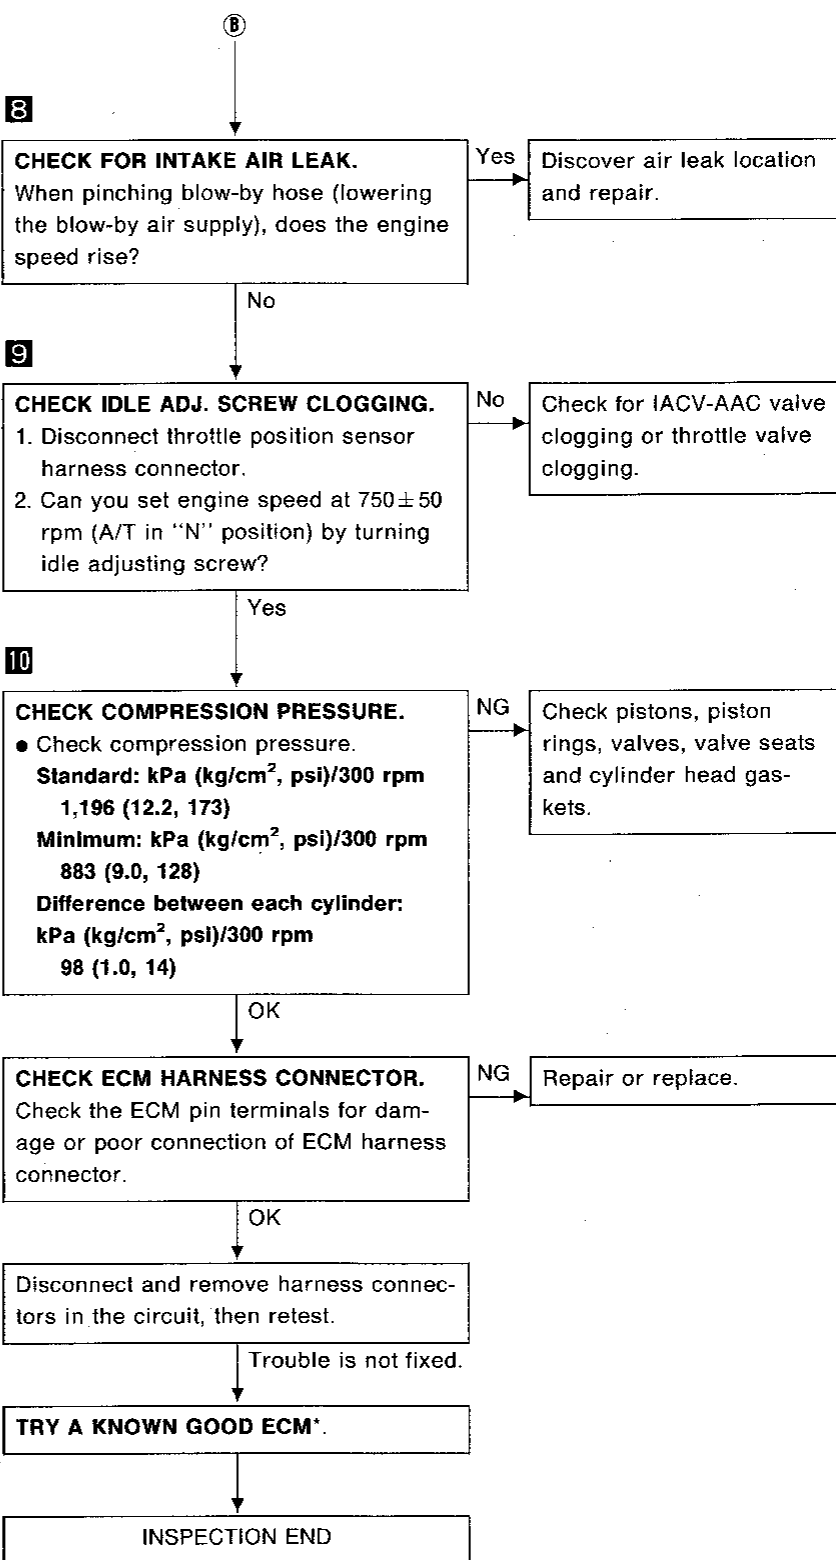 B
8
CHECK FOR INTAKE AIR LEAK.
When pinching blow-by hose (lowering
the blow-by air supply), does the engine
speed rise?
Yes
Discover air leak location
and repair.
No
9
CHECK IDLE ADJ. SCREW CLOGGING.
1. Disconnect throttle position sensor
harness connector.
2. Can you set engine speed at 750±50
rpm (A/T in “N” position) by turning
idle adjusting screw?
No
Check for IACV-AAC valve
clogging or throttle valve
clogging.
Yes
10
CHECK COMPRESSION PRESSURE.
● Check compression pressure.
Standard: kPa (kg/cm², psi)/300 rpm
1,196 (12.2, 173)
Minimum: kPa (kg/cm², psi)/300 rpm
883 (9.0, 128)
Difference between each cylinder:
kPa (kg/cm², psi)/300 rpm
98 (1.0, 14)
NG
Check pistons, piston
rings, valves, valve seats
and cylinder head gas-
kets.
OK
CHECK ECM HARNESS CONNECTOR.
Check the ECM pin terminals for dam-
age or poor connection of ECM harness
connector.
NG
Repair or replace.
OK
Disconnect and remove harness connec-
tors in the circuit, then retest.
Trouble is not fixed.
TRY A KNOWN GOOD ECM*.
INSPECTION END